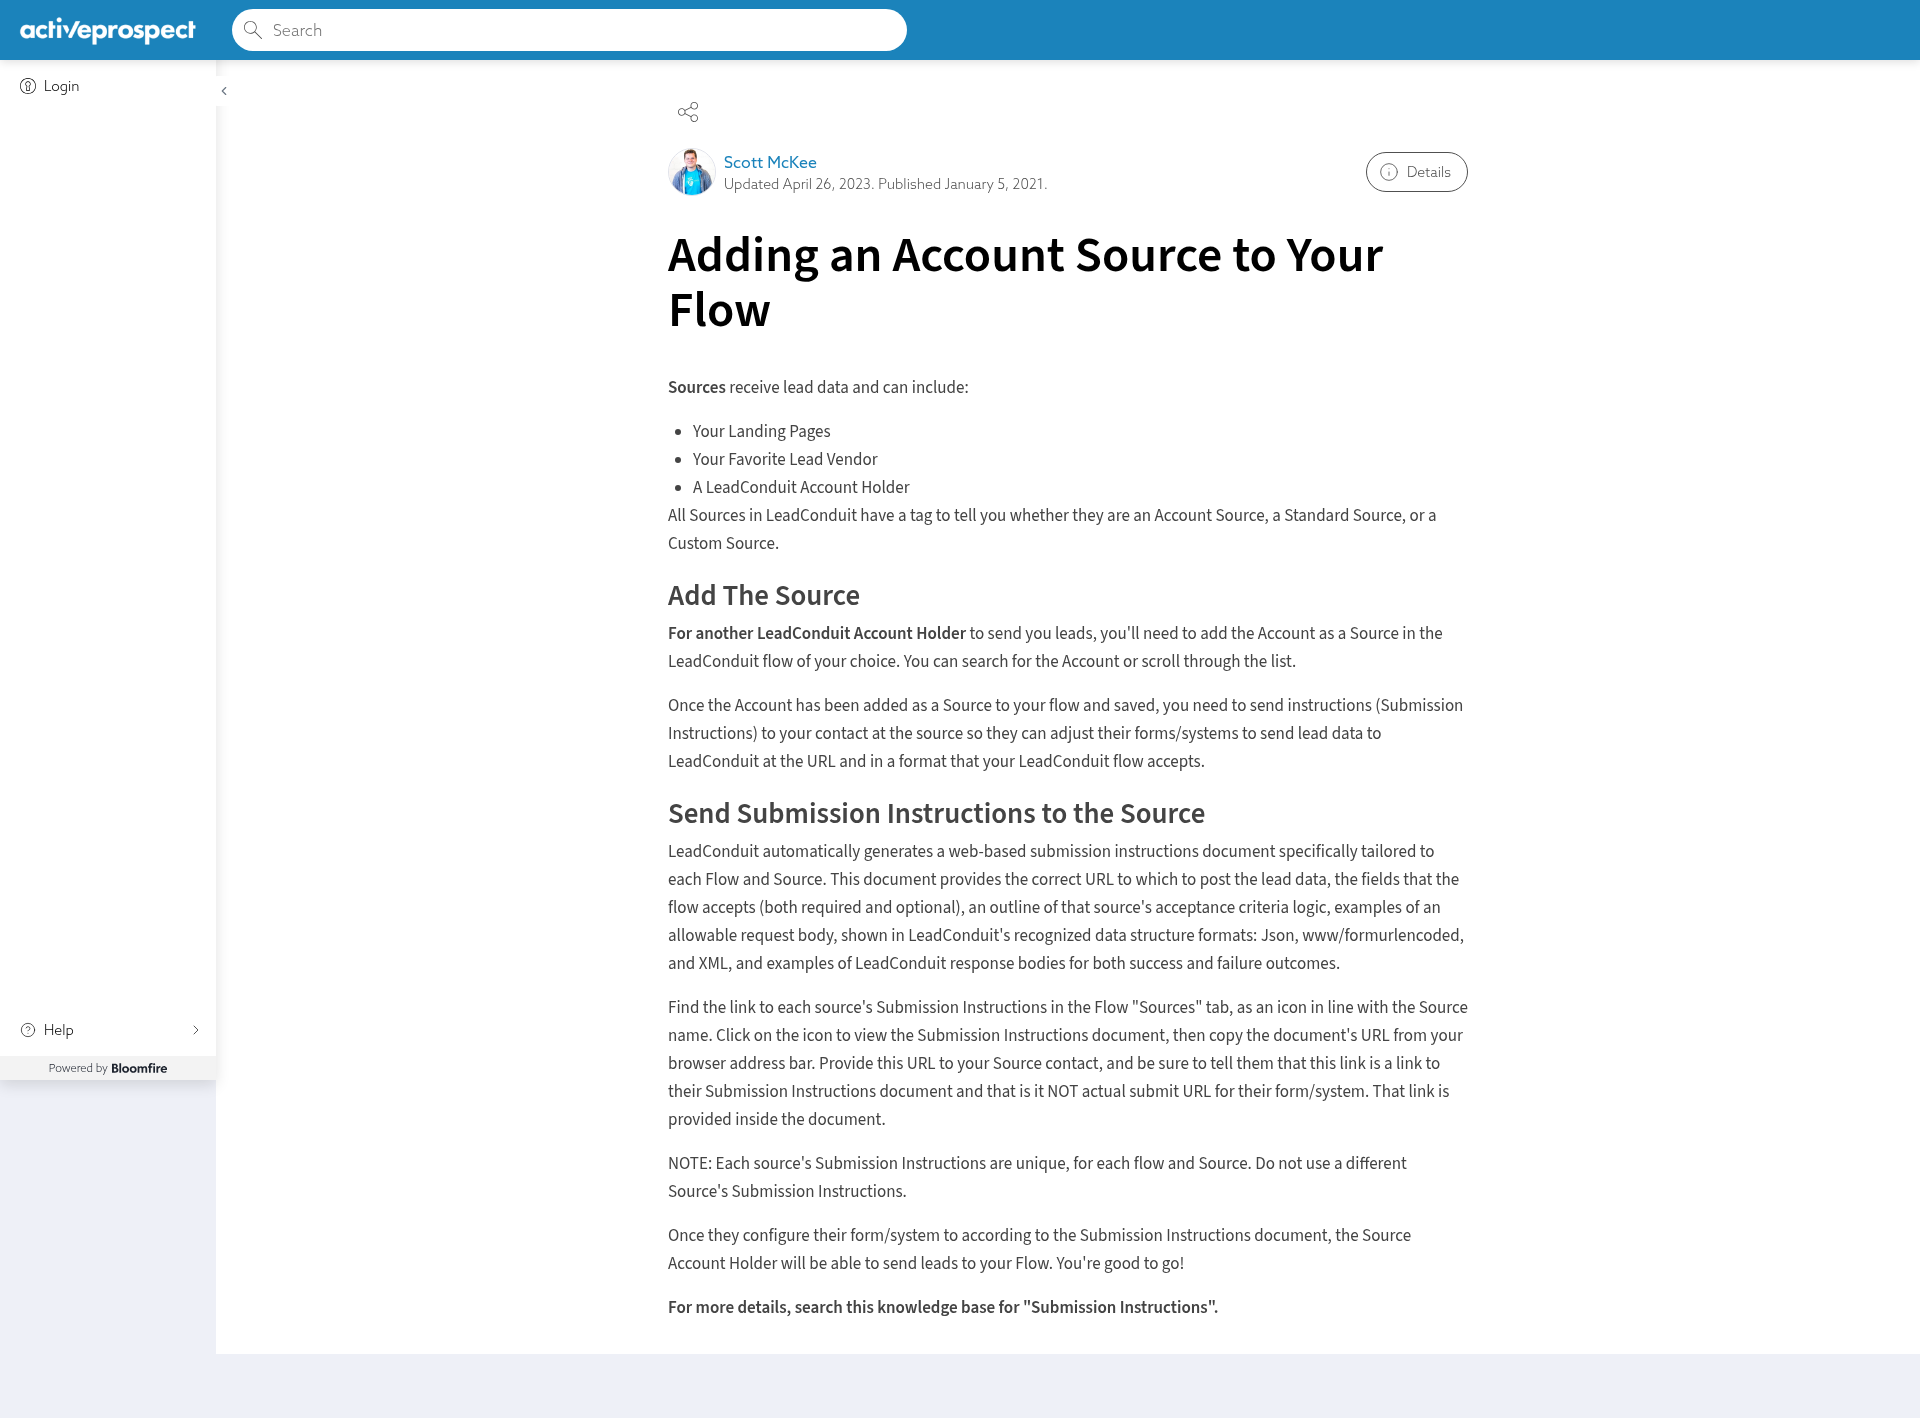 activeprospect
Search
Login
Scott McKee
Updated April 26, 2023. Published January 5, 2021.
Details
Adding an Account Source to Your
Flow
Sources receive lead data and can include:
Your Landing Pages
Your Favorite Lead Vendor
A LeadConduit Account Holder
All Sources in LeadConduit have a tag to tell you whether they are an Account Source, a Standard Source, or a
Custom Source.
Add The Source
For another LeadConduit Account Holder to send you leads, you'll need to add the Account as a Source in the
LeadConduit flow of your choice. You can search for the Account or scroll through the list.
Once the Account has been added as a Source to your flow and saved, you need to send instructions (Submission
Instructions) to your contact at the source so they can adjust their forms/systems to send lead data to
LeadConduit at the URL and in a format that your LeadConduit flow accepts.
Send Submission Instructions to the Source
LeadConduit automatically generates a web-based submission instructions document specifically tailored to
each Flow and Source. This document provides the correct URL to which to post the lead data, the fields that the
flow accepts (both required and optional), an outline of that source's acceptance criteria logic, examples of an
allowable request body, shown in LeadConduit's recognized data structure formats: Json, www/formurlencoded,
and XML, and examples of LeadConduit response bodies for both success and failure outcomes.
Find the link to each source's Submission Instructions in the Flow "Sources" tab, as an icon in line with the Source
name. Click on the icon to view the Submission Instructions document, then copy the document's URL from your
browser address bar. Provide this URL to your Source contact, and be sure to tell them that this link is a link to
their Submission Instructions document and that is it NOT actual submit URL for their form/system. That link is
provided inside the document.
NOTE: Each source's Submission Instructions are unique, for each flow and Source. Do not use a different
Source's Submission Instructions.
Once they configure their form/system to according to the Submission Instructions document, the Source
Account Holder will be able to send leads to your Flow. You're good to go!
For more details, search this knowledge base for "Submission Instructions".
Help
Powered by Bloomfire